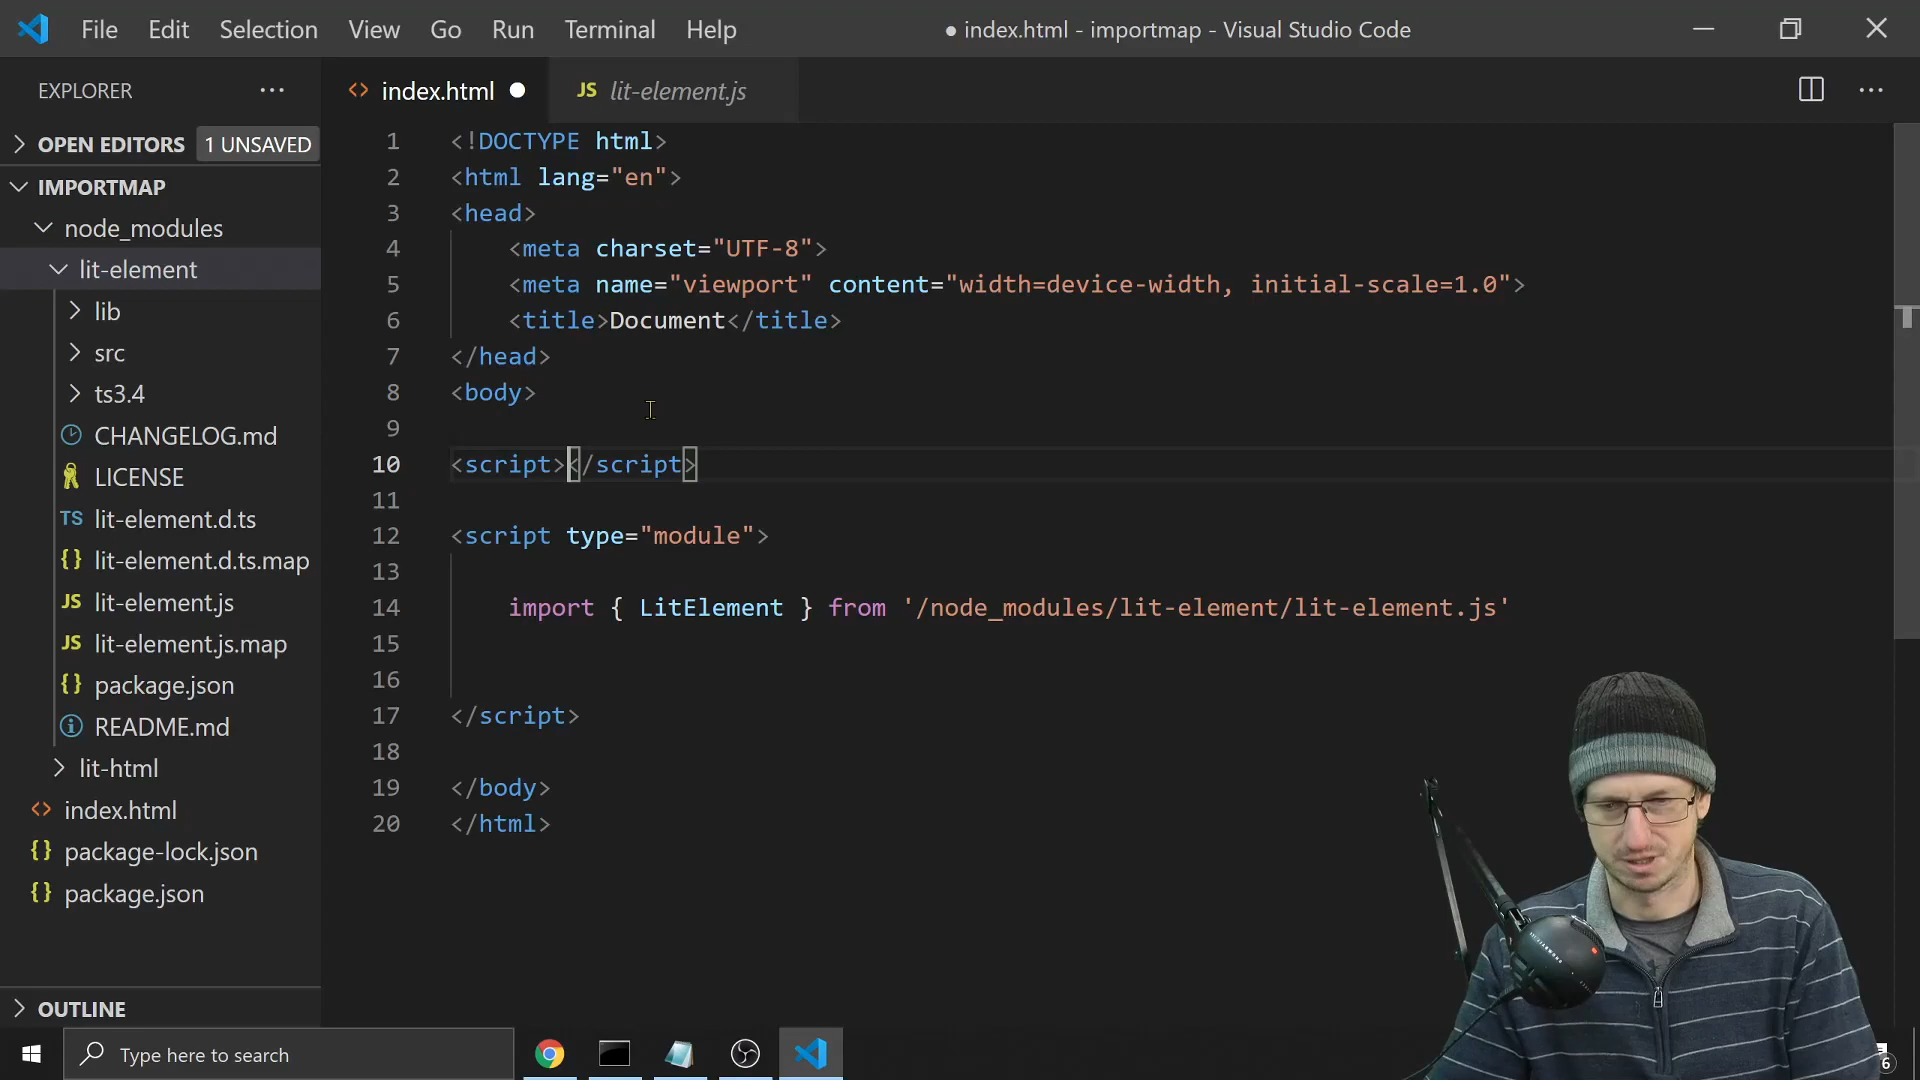 File Edit Selection View Go Run Terminal Help
● index.html - importmap - Visual Studio Code
EXPLORER
OPEN EDITORS 1 UNSAVED
IMPORTMAP
node_modules
lit-element
lib
src
ts3.4
CHANGELOG.md
LICENSE
TS lit-element.d.ts
{} lit-element.d.ts.map
JS lit-element.js
JS lit-element.js.map
{} package.json
README.md
lit-html
<> index.html
{} package-lock.json
{} package.json
OUTLINE
<> index.html
JS lit-element.js
1 <!DOCTYPE html>
2 <html lang="en">
3 <head>
4 <meta charset="UTF-8">
5 <meta name="viewport" content="width=device-width, initial-scale=1.0">
6 <title>Document</title>
7 </head>
8 <body>
9
10 <script></script>
11
12 <script type="module">
13
14 import { LitElement } from '/node_modules/lit-element/lit-element.js'
15
16
17 </script>
18
19 </body>
20 </html>
Type here to search
6